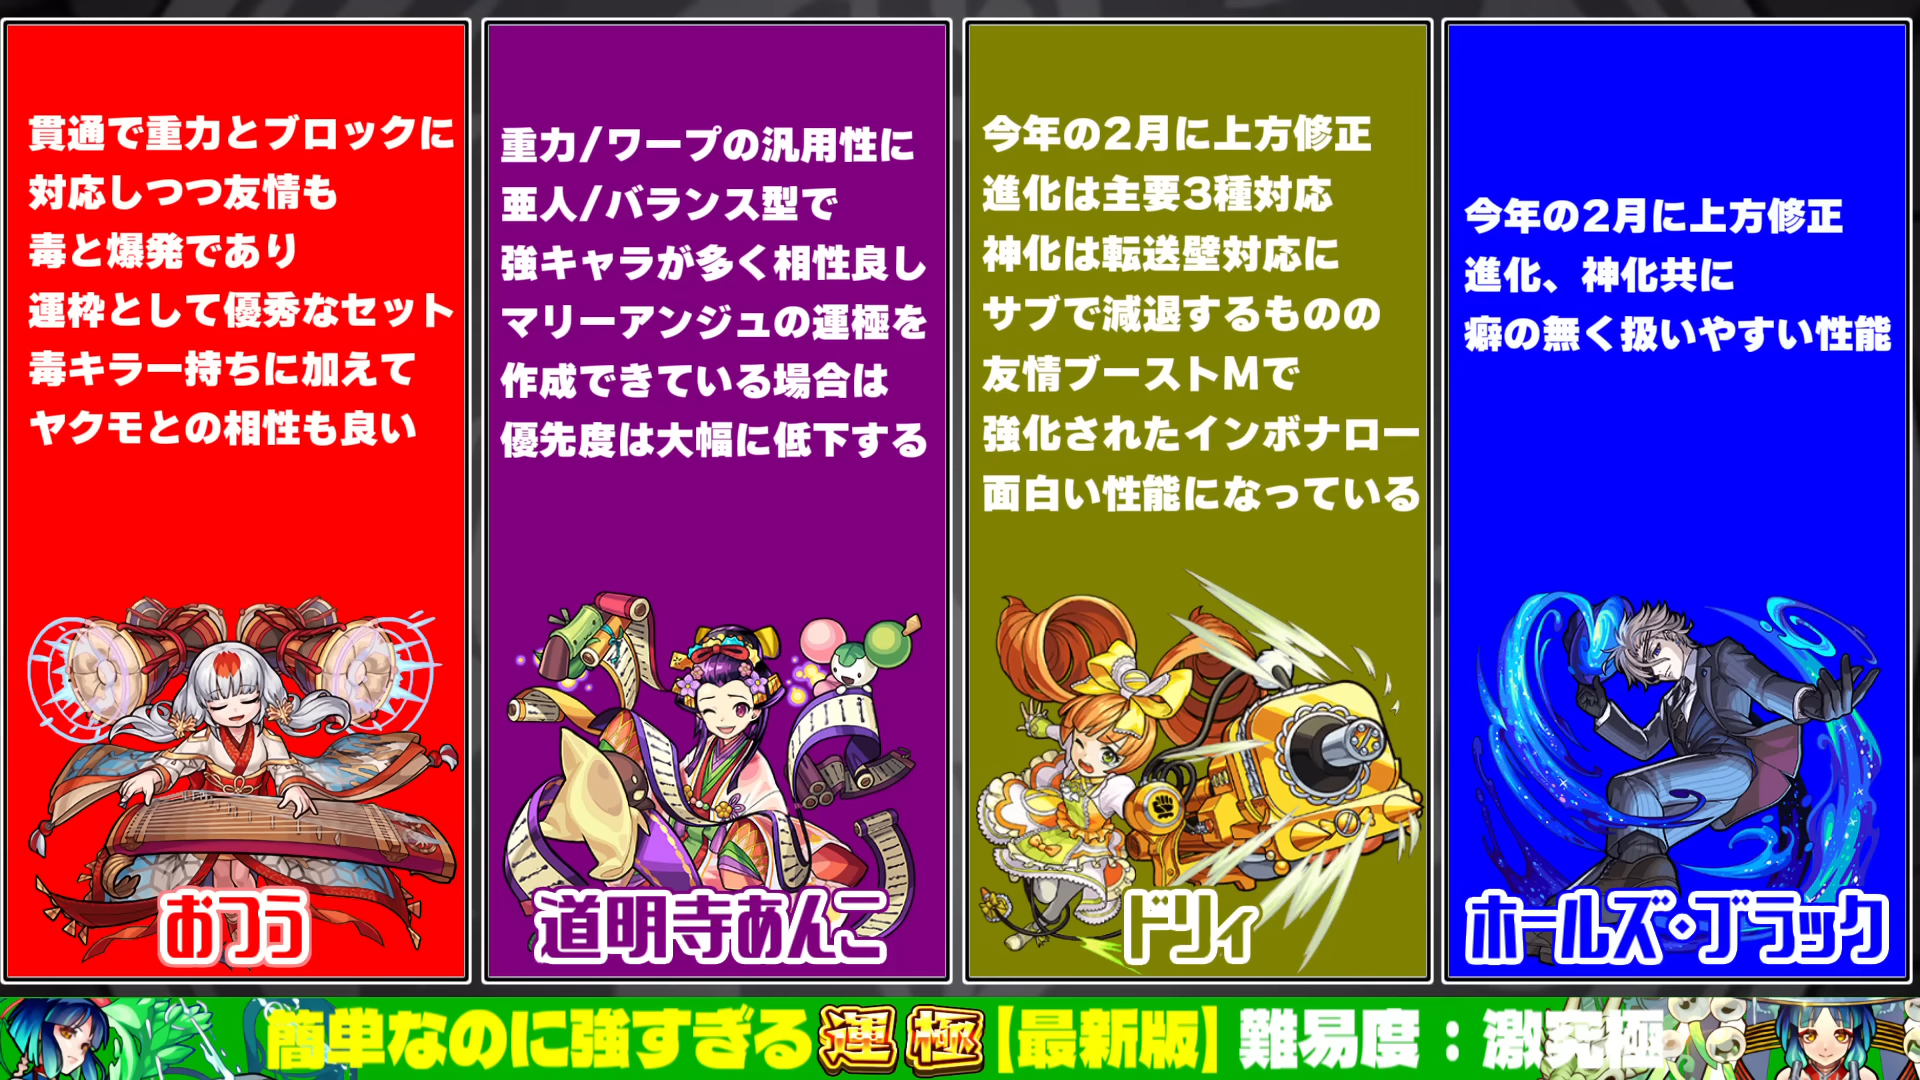 貫通で重力とブロックに
対応しつつ友情も
毒と爆発であり
運枠として優秀なセット
毒キラー持ちに加えて
ヤクモとの相性も良い
おつう
重力/ワープの汎用性に
亜人/バランス型で
強キャラが多く相性良し
マリーアンジュの運極を
作成できている場合は
優先度は大幅に低下する
道明寺あんこ
今年の2月に上方修正
進化は主要3種対応
神化は転送壁対応に
サブで減退するものの
友情ブーストMで
強化されたインボナロー
面白い性能になっている
ドリィ
今年の2月に上方修正
進化、神化共に
癖の無く扱いやすい性能
ホールズ・ブラック
簡単なのに強すぎる運極【最新版】難易度：激究極